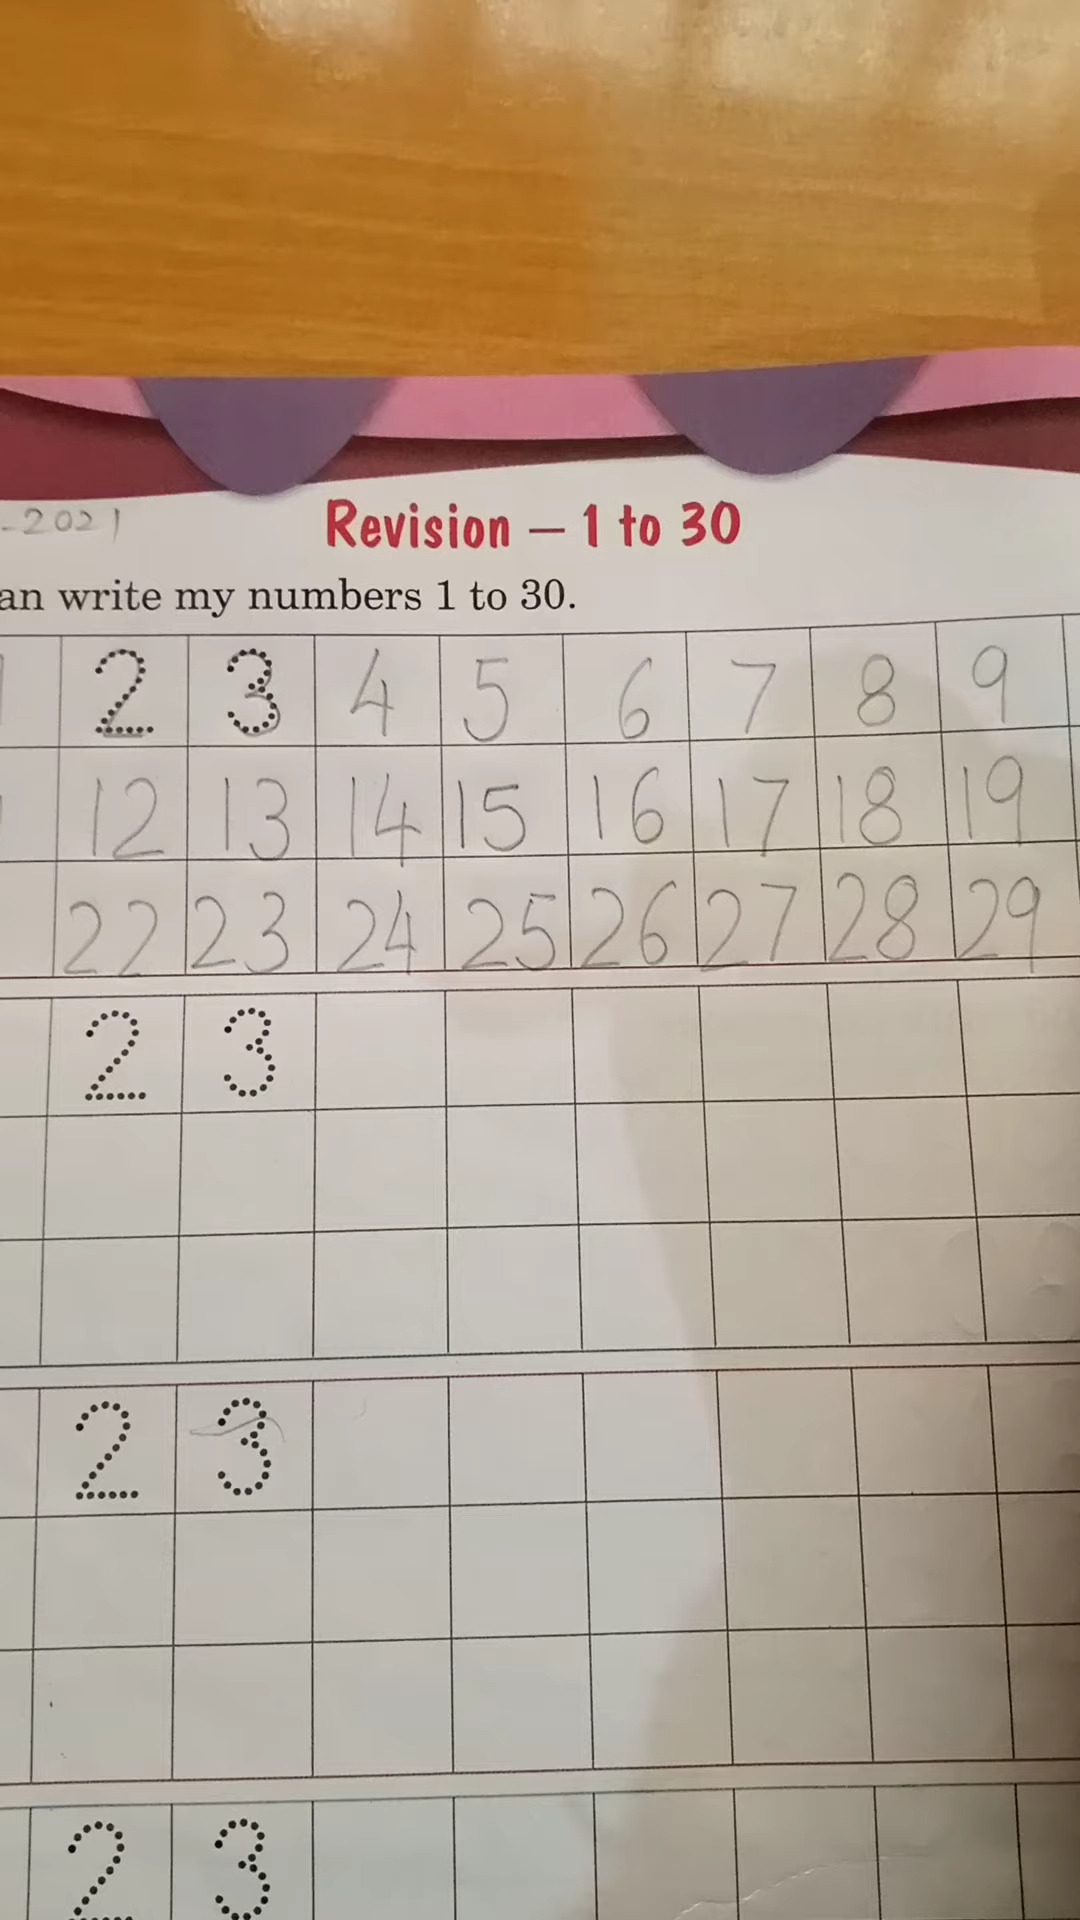 -2021
Revision – 1 to 30
an write my numbers 1 to 30.
2 3 4 5 6 7 8 9
12 13 14 15 16 17 18 19
22 23 24 25 26 27 28 29
2 3
2 3
2 3